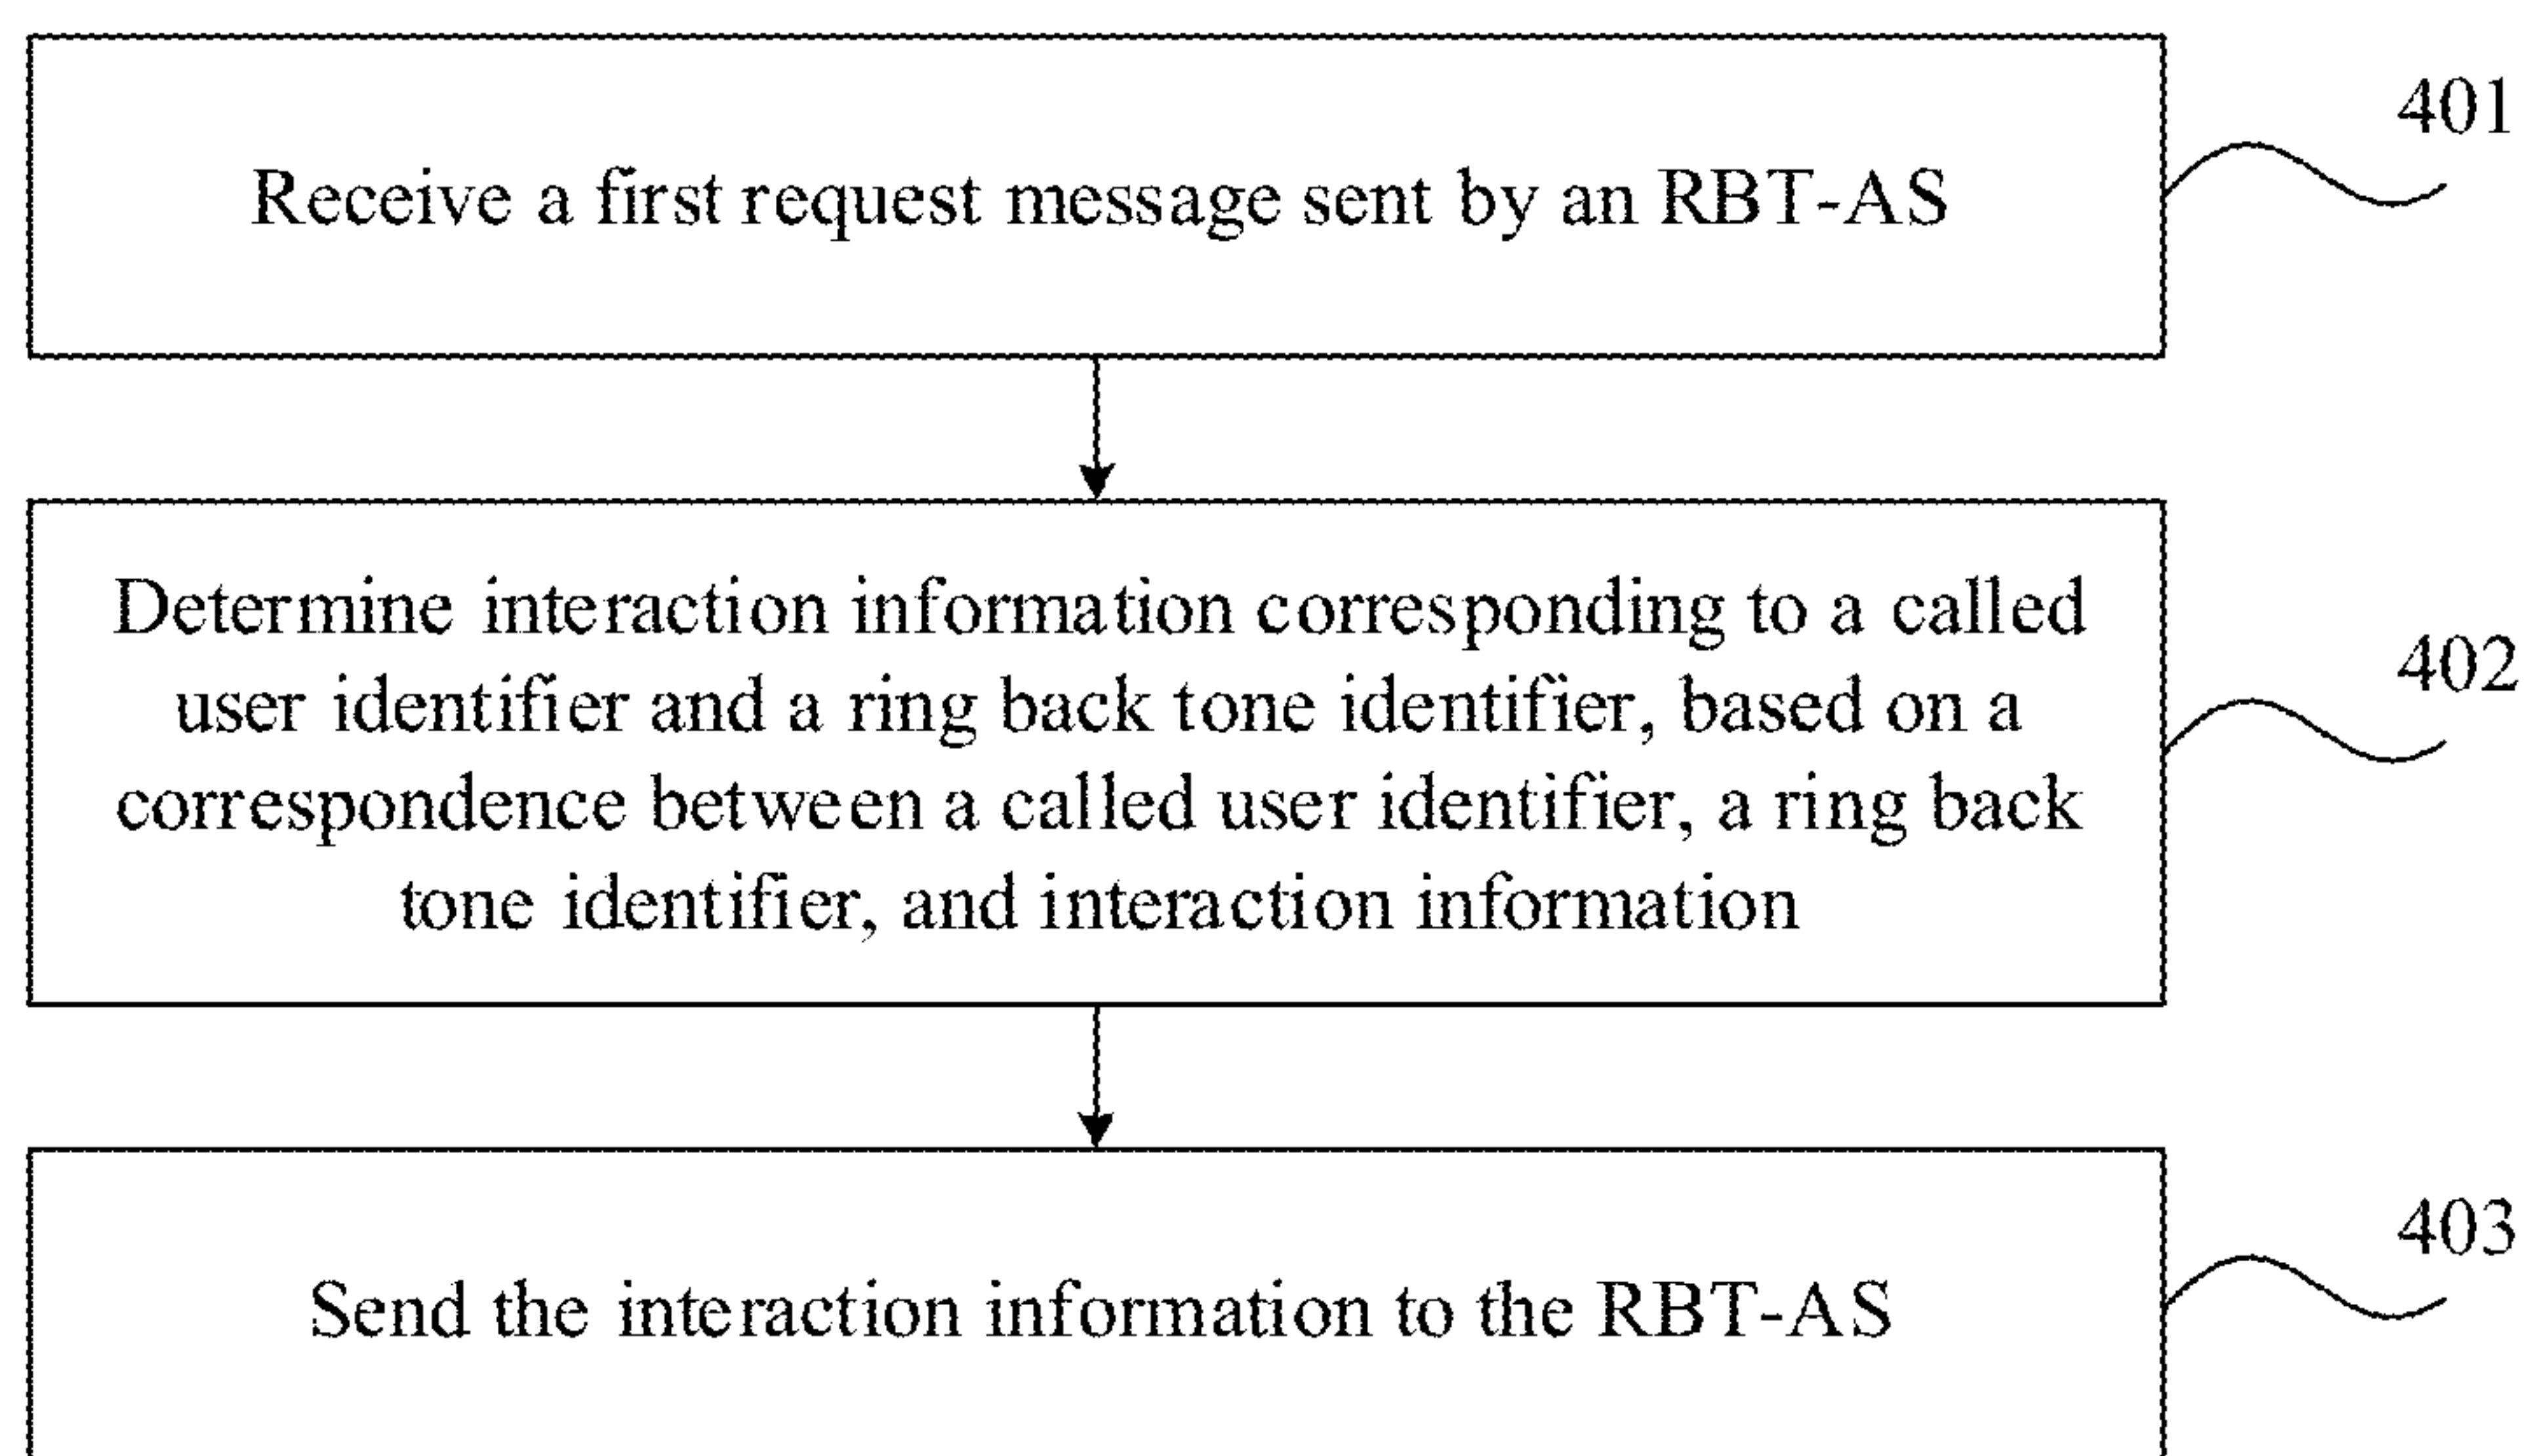 401
Receive a first request message sent by an RBT-AS
Determine interaction information corresponding to a called
user identifier and a ring back tone identifier, based on a
correspondence between a called user identifier, a ring back
tone identifier, and interaction information
402
403
Send the interaction information to the RBT-AS